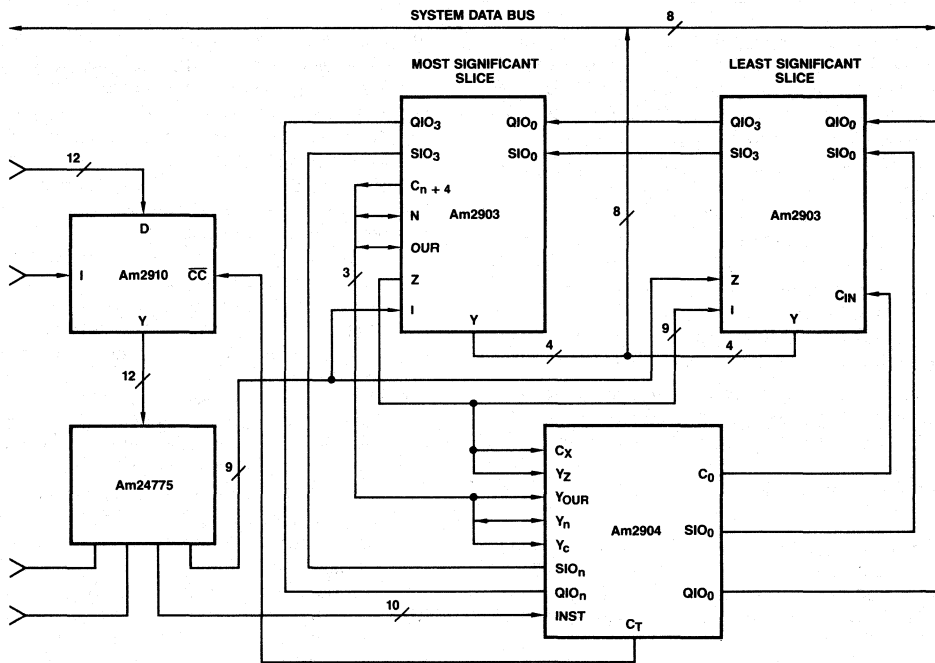 SYSTEM DATA BUS
8
MOST SIGNIFICANT
SLICE
LEAST SIGNIFICANT
SLICE
12
D
I
Am2910
CC
Y
12
Am24775
9
QIO3
QIO0
SIO3
SIO0
Cn + 4
N
Am2903
OUR
Z
I
Y
3
8
4
4
9
QIO3
QIO0
SIO3
SIO0
Am2903
Z
CIN
I
Y
CX
YZ
YOUR
Yn
Yc
SIOn
QIOn
INST
Am2904
C0
SIO0
QIO0
CT
10